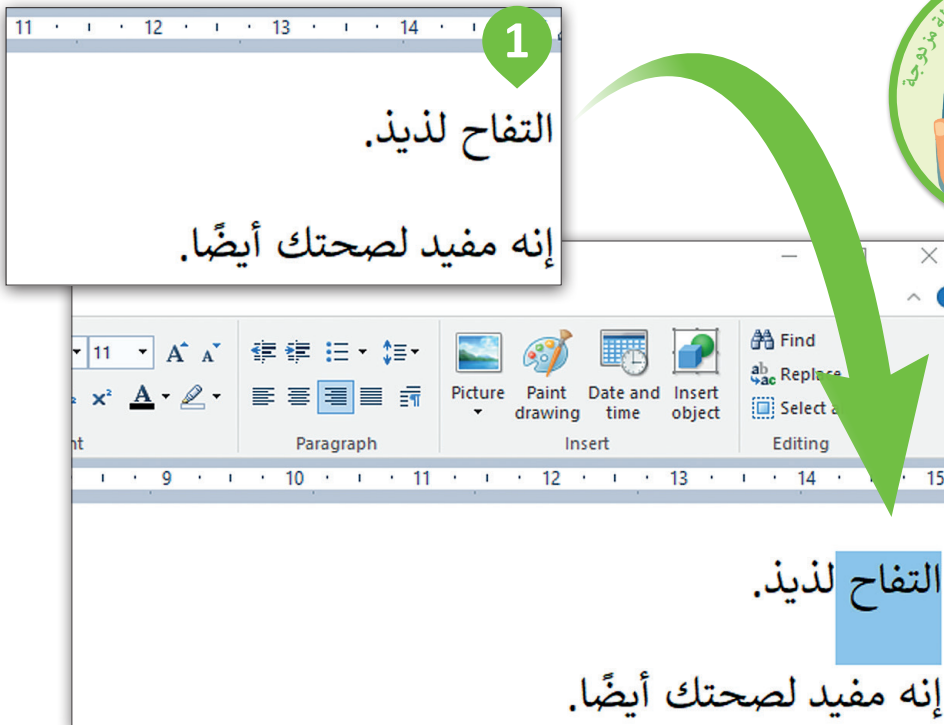 11 12 13 14
1
التفاح لذيذ.
إنه مفيد لصحتك أيضًا.
مزدوجة
11
Find
Replace
Select
Picture
Paint drawing
Date and time
Insert object
Paragraph
Insert
Editing
9 10 11 12 13 14 15
التفاح لذيذ.
إنه مفيد لصحتك أيضًا.